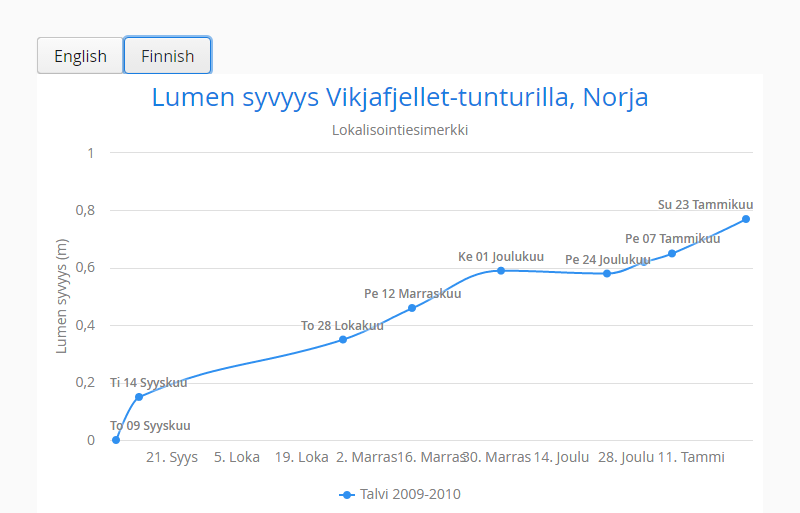 English Finnish
Lumen syvyys Vikjafjellet-tunturilla, Norja
Lokalisointiesimerkki
1
Su 23 Tammikuu
0,8
Pe 07 Tammikuu
Ke 01 Joulukuu
Pe 24 Joulukuu
0,6
Lumen syvyys (m)
Pe 12 Marraskuu
To 28 Lokakuu
0,4
Ti 14 Syyskuu
0,2
To 09 Syyskuu
0
21. Syys 5. Loka 19. Loka 2. Marras 16. Marras 30. Marras 14. Joulu 28. Joulu 11. Tammi
Talvi 2009-2010